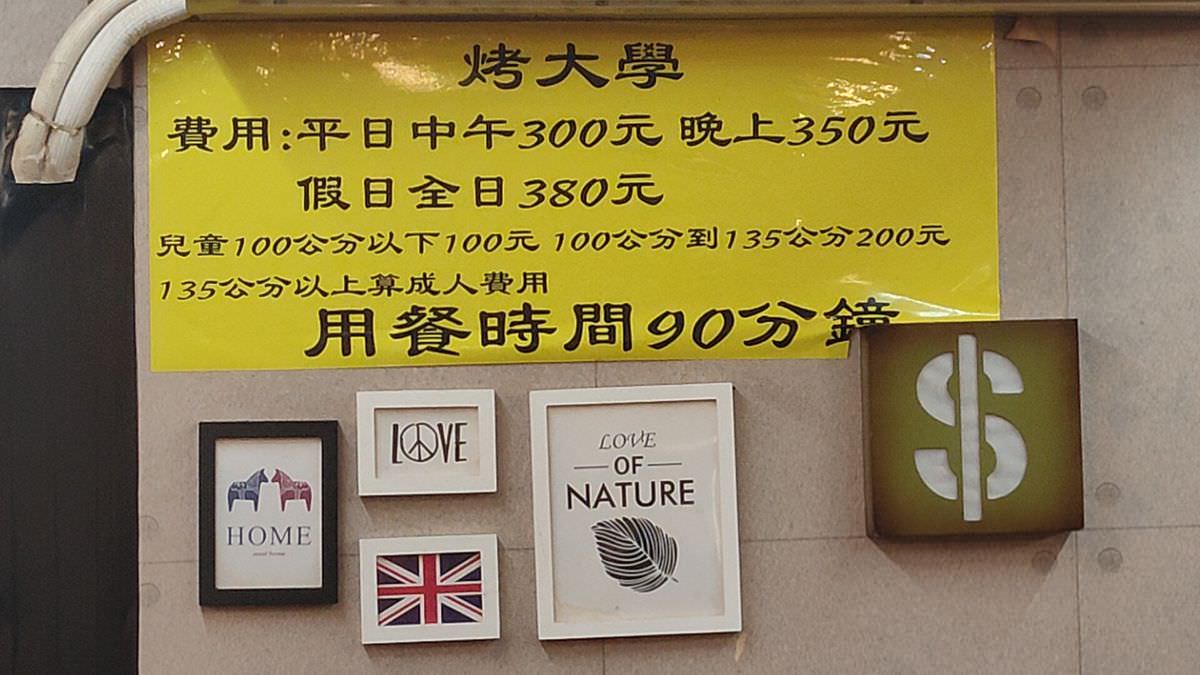 烤大學
費用:平日中午300元 晚上350元
假日全日380元
兒童100公分以下100元 100公分到135公分200元
135公分以上算成人費用
用餐時間90分鐘
LOVE
HOME
LOVE
OF
NATURE
$